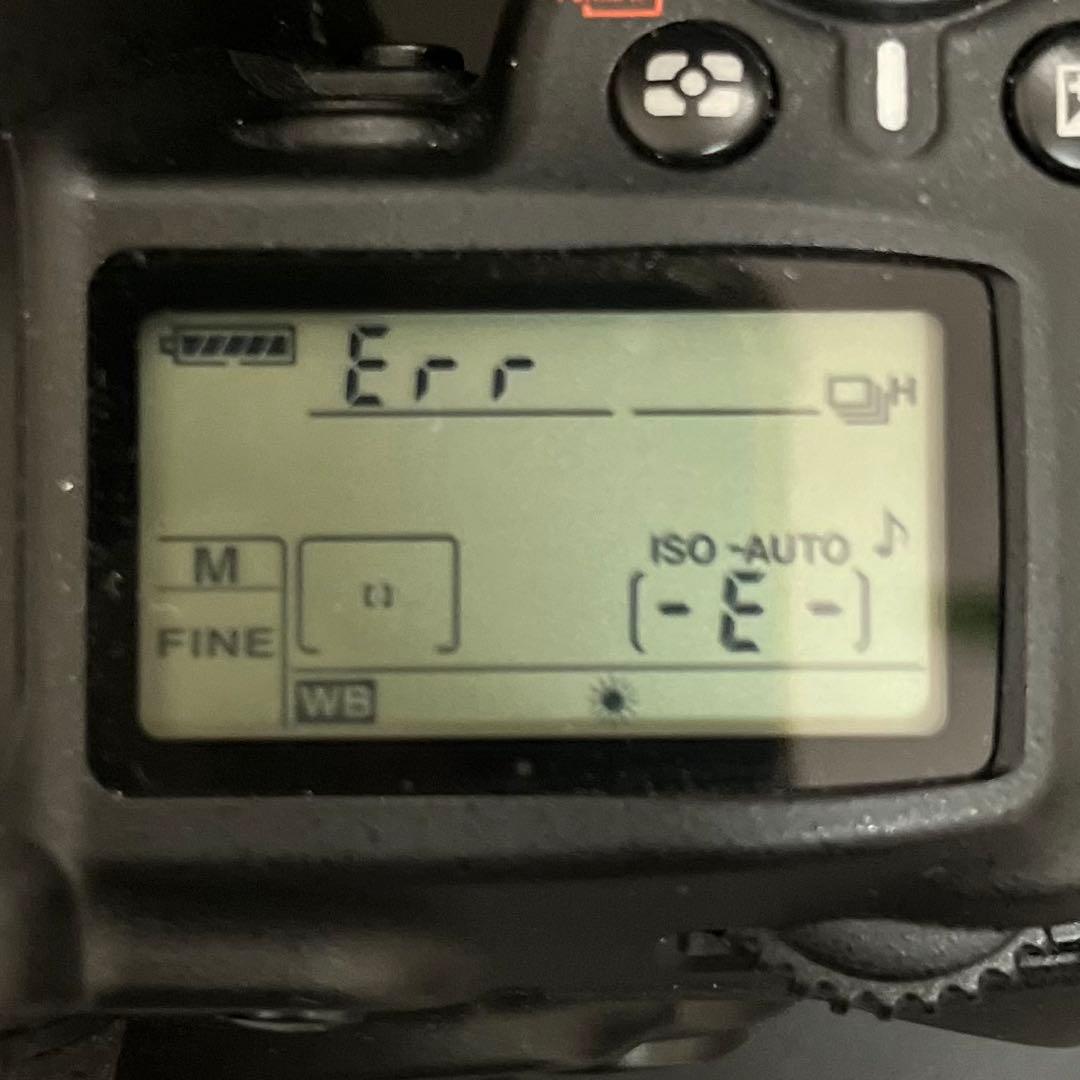 Err
H
ISO-AUTO
M
[-E-]
FINE
WB